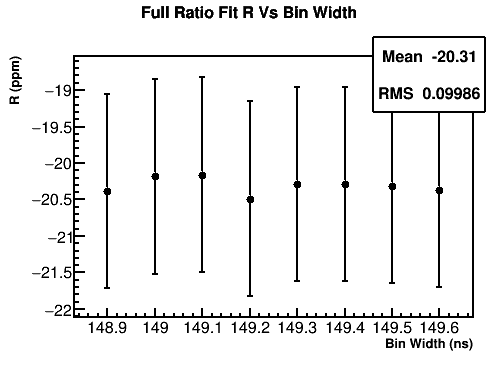 Full Ratio Fit R Vs Bin Width
Mean -20.31
RMS 0.09986
R (ppm)
−19
−19.5
−20
−20.5
−21
−21.5
−22
148.9 149 149.1 149.2 149.3 149.4 149.5 149.6
Bin Width (ns)